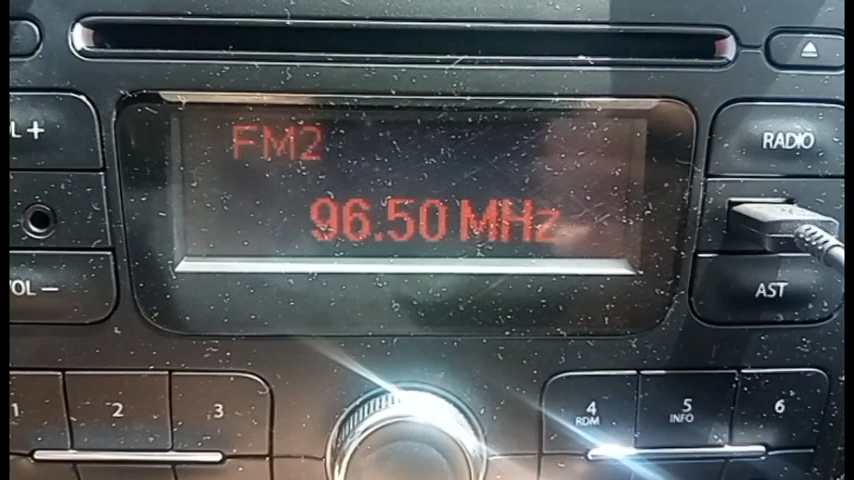 L +
RADIO
FM2
96.50 MHz
OL −
AST
1
2
3
4
RDM
5
INFO
6